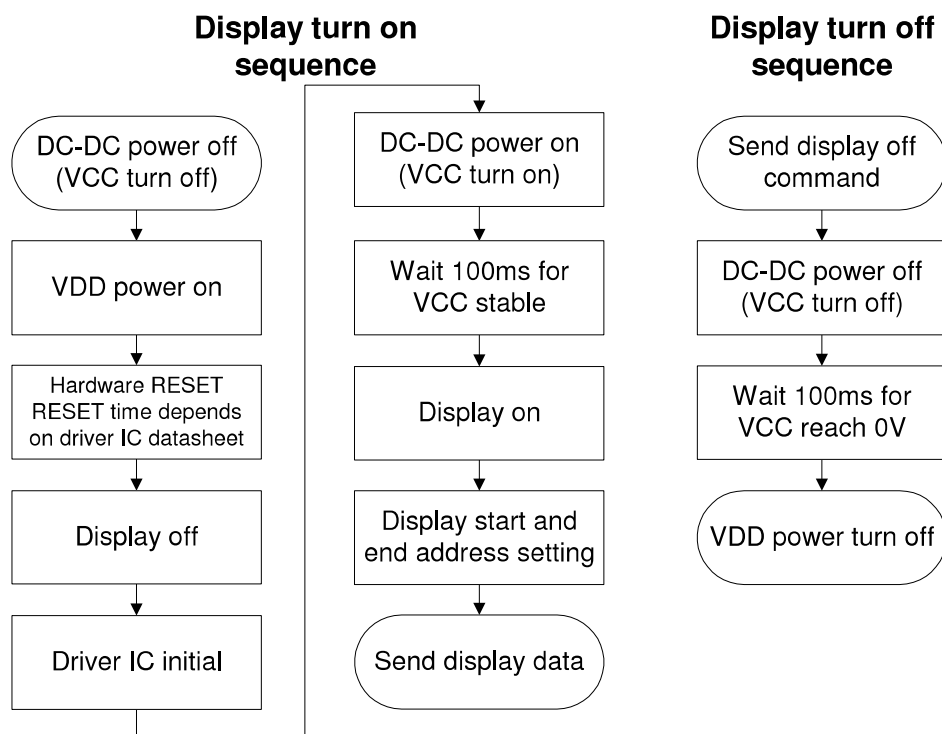 Display turn on
sequence
DC-DC power off
(VCC turn off)
VDD power on
Hardware RESET
RESET time depends
on driver IC datasheet
Display off
Driver IC initial
DC-DC power on
(VCC turn on)
Wait 100ms for
VCC stable
Display on
Display start and
end address setting
Send display data
Display turn off
sequence
Send display off
command
DC-DC power off
(VCC turn off)
Wait 100ms for
VCC reach 0V
VDD power turn off